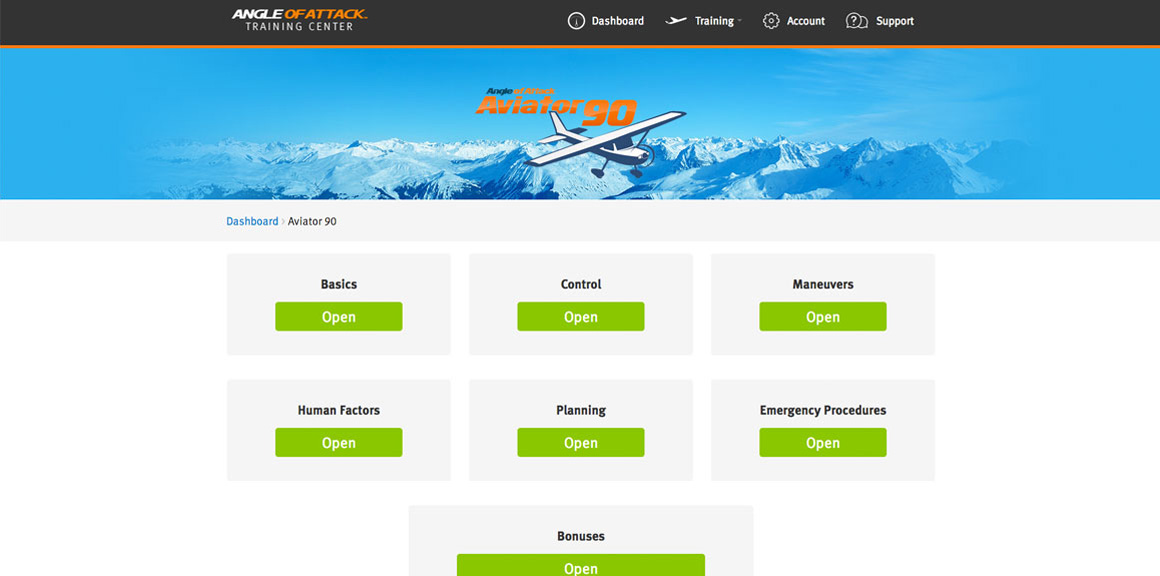 ANGLE OF ATTACK
TRAINING CENTER
Dashboard Training Account Support
Angle of Attack
Aviator 90
Dashboard › Aviator 90
Basics Control Maneuvers
Open Open Open
Human Factors Planning Emergency Procedures
Open Open Open
Bonuses
Open